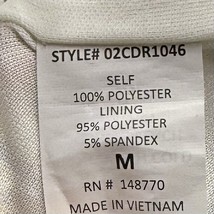 STYLE# 02CDR1046
SELF
100% POLYESTER
LINING
95% POLYESTER
5% SPANDEX
M
RN # 148770
MADE IN VIETNAM